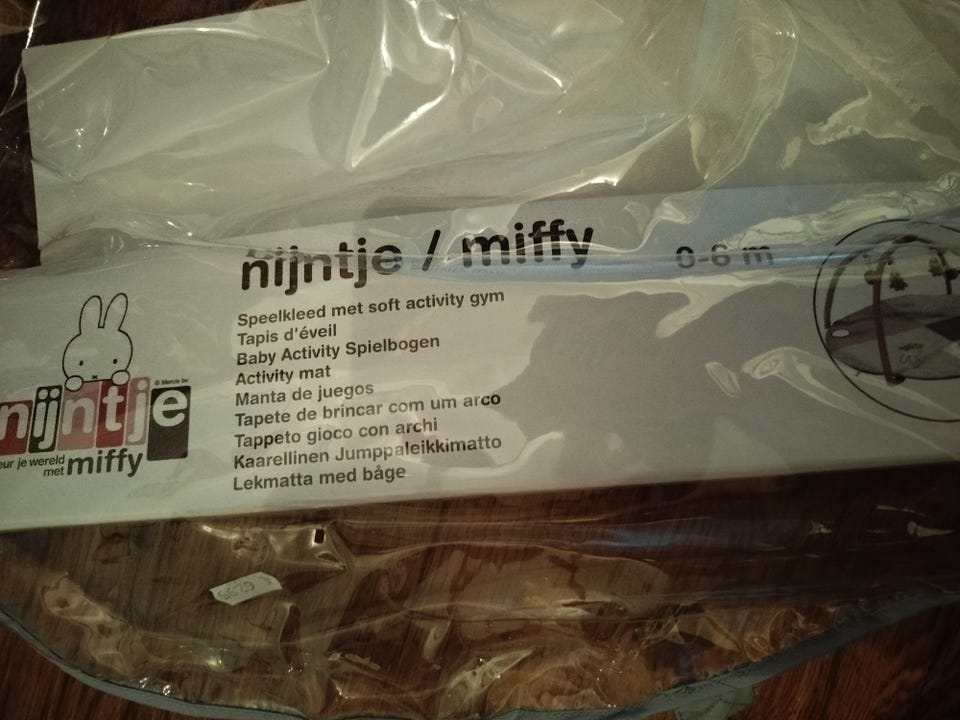 nijntje / miffy
0-6 m
Speelkleed met soft activity gym
Tapis d'éveil
Baby Activity Spielbogen
Activity mat
Manta de juegos
Tapete de brincar com um arco
Tappeto gioco con archi
Kaarellinen Jumppaleikkimatto
Lekmatta med båge
© Mercis bv
nijntje
eur je wereld
met miffy